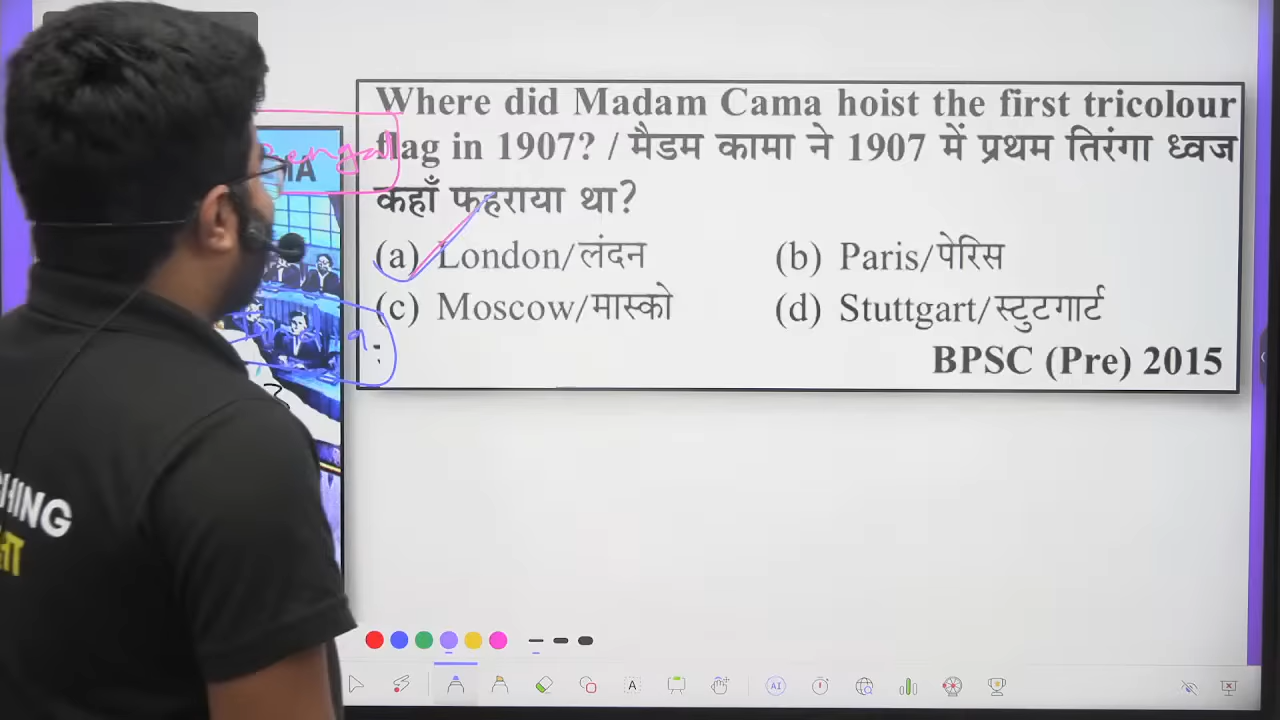 Where did Madam Cama hoist the first tricolour
flag in 1907? / मैडम कामा ने 1907 में प्रथम तिरंगा ध्वज
कहाँ फहराया था?
(a) London/लंदन
(b) Paris/पेरिस
(c) Moscow/मास्को
(d) Stuttgart/स्टुटगार्ट
BPSC (Pre) 2015
A
AI